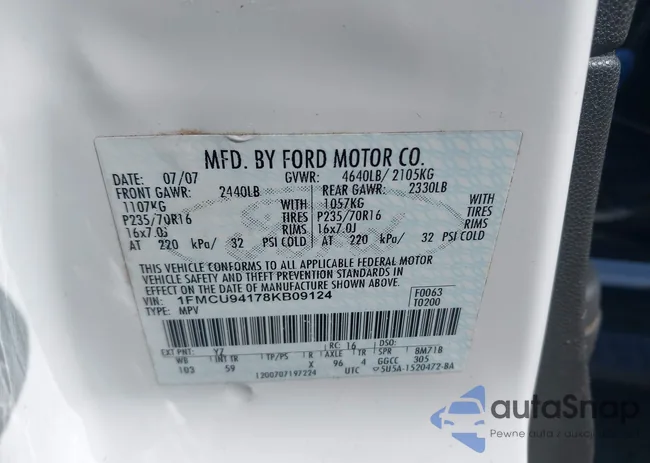 MFD. BY FORD MOTOR CO.
DATE: 07/07 GVWR: 4640LB/ 2105KG
FRONT GAWR: 2440LB REAR GAWR: 2330LB
1107KG WITH 1057KG WITH
P235/70R16 TIRES P235/70R16 TIRES
16x7.0J RIMS 16x7.0J RIMS
AT 220 kPa/ 32 PSI COLD AT 220 kPa/ 32 PSI COLD
THIS VEHICLE CONFORMS TO ALL APPLICABLE FEDERAL MOTOR
VEHICLE SAFETY AND THEFT PREVENTION STANDARDS IN
EFFECT ON THE DATE OF MANUFACTURE SHOWN ABOVE.
VIN: 1FMCU94178KB09124 F0063
TYPE: MPV T0200
EXT PNT: YZ RC: 16 DSO:
WB INT TR TP/PS R AXLE TR SPR BM71B
103 59 X 96 4 GGCC 305
1200707197224 UTC 5U5A-1520472-BA
Ford
autaSnap
Pewne auta z aukcji